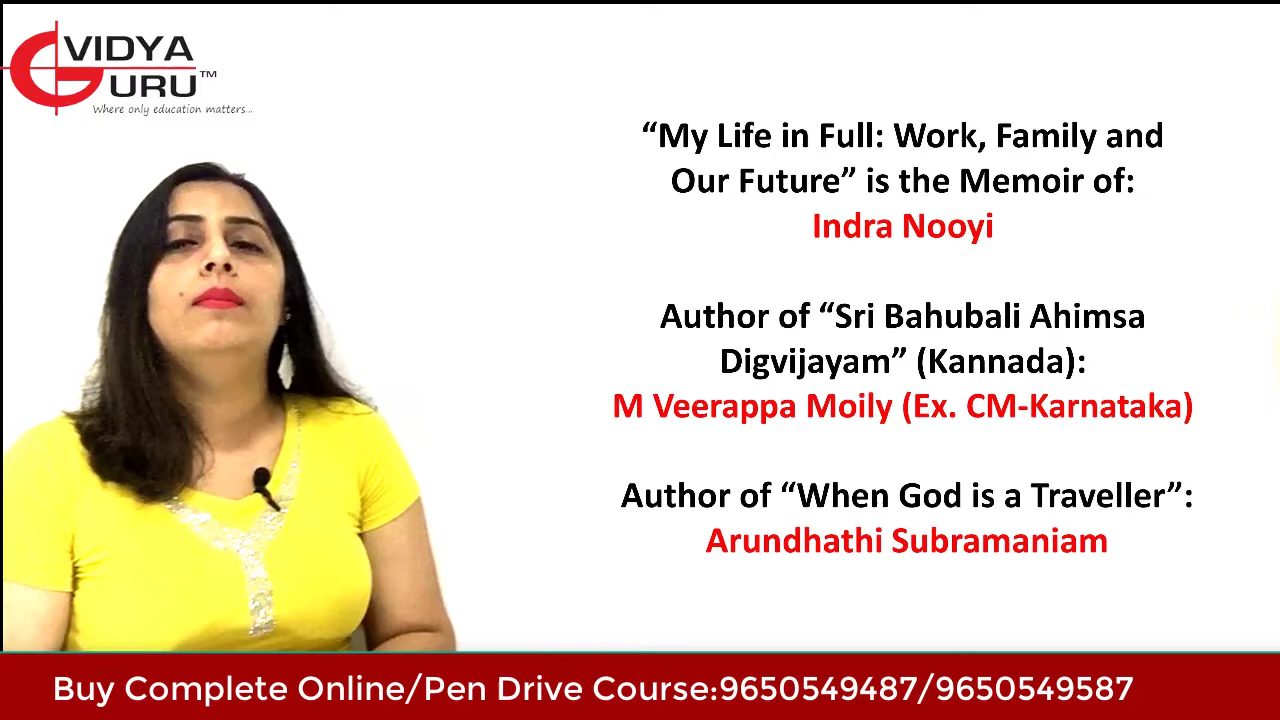 VIDYA
GURU™
Where only education matters...
“My Life in Full: Work, Family and
Our Future” is the Memoir of:
Indra Nooyi
Author of “Sri Bahubali Ahimsa
Digvijayam” (Kannada):
M Veerappa Moily (Ex. CM-Karnataka)
Author of “When God is a Traveller”:
Arundhathi Subramaniam
Buy Complete Online/Pen Drive Course:9650549487/9650549587